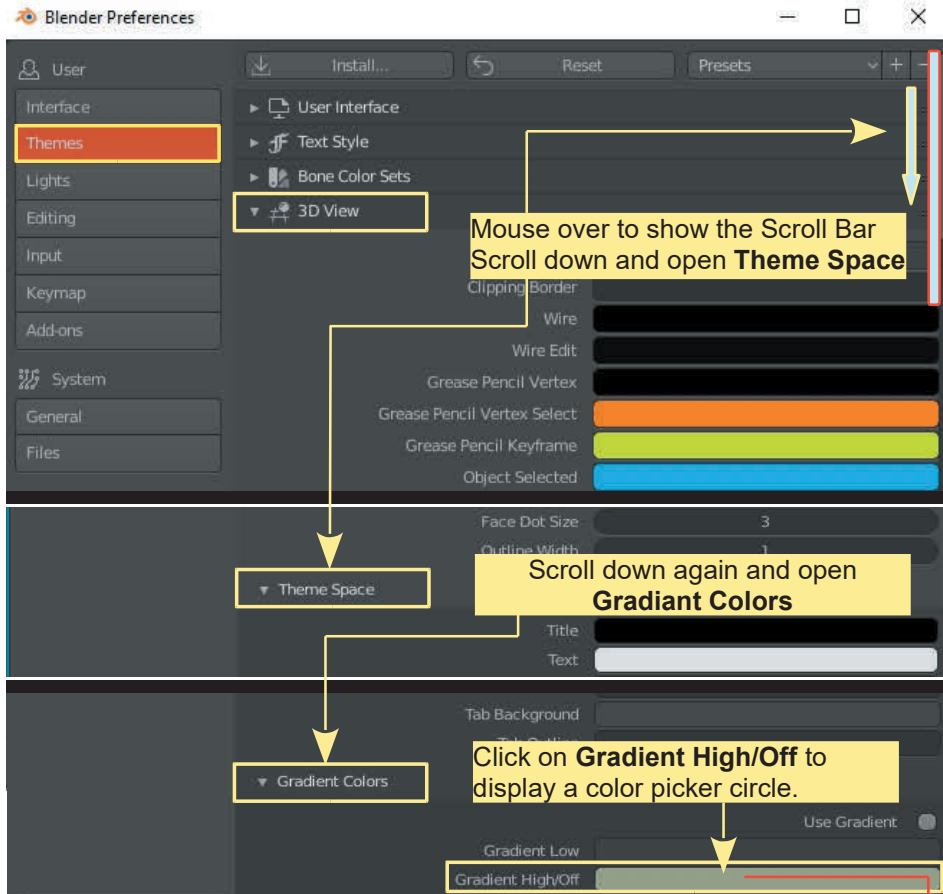 Blender Preferences
User
Install...
Reset
Presets
Interface
User Interface
Themes
Text Style
Lights
Bone Color Sets
Editing
3D View
Mouse over to show the Scroll Bar
Scroll down and open Theme Space
Input
Keymap
Clipping Border
Add-ons
Wire
Wire Edit
System
Grease Pencil Vertex
General
Grease Pencil Vertex Select
Files
Grease Pencil Keyframe
Object Selected
Face Dot Size 3
Outline Width 1
Scroll down again and open
Gradiant Colors
Theme Space
Title
Text
Tab Background
Tab Outline
Click on Gradient High/Off to
display a color picker circle.
Gradient Colors
Use Gradient
Gradient Low
Gradient High/Off